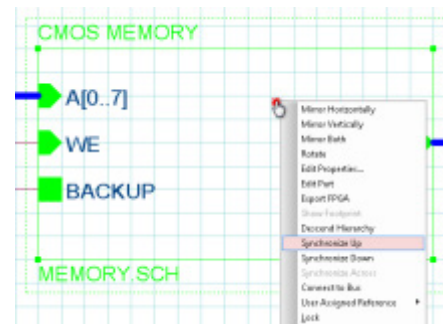 CMOS MEMORY
A[0..7]
WE
BACKUP
MEMORY.SCH
Mirror Horizontally
Mirror Vertically
Mirror Both
Rotate
Edit Properties...
Edit Part
Export FPGA
Show Footprint
Descend Hierarchy
Synchronize Up
Synchronize Down
Synchronize Across
Connect to Bus
User Assigned Reference
Lock